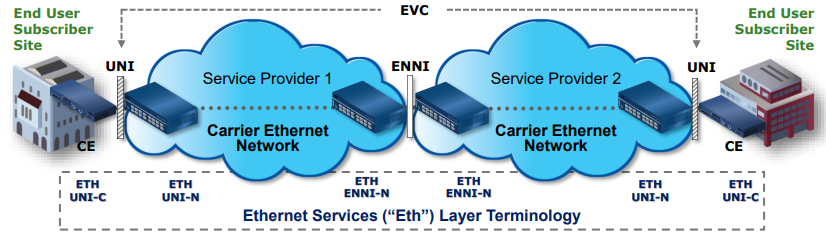 EVC
End User
Subscriber
Site
End User
Subscriber
Site
UNI
Service Provider 1
ENNI
Service Provider 2
UNI
Carrier Ethernet
Network
Carrier Ethernet
Network
CE
CE
ETH
UNI-C
ETH
UNI-N
ETH
ENNI-N
ETH
ENNI-N
ETH
UNI-N
ETH
UNI-C
Ethernet Services (“Eth”) Layer Terminology